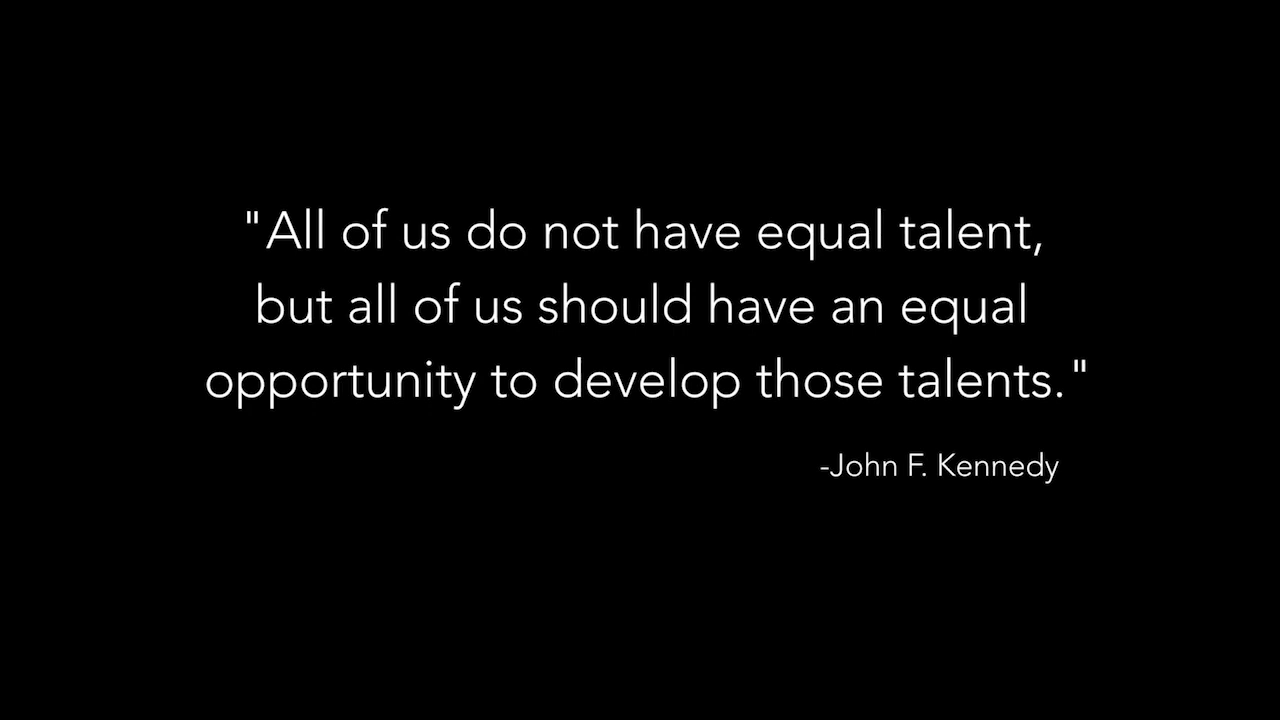 "All of us do not have equal talent,
but all of us should have an equal
opportunity to develop those talents."
-John F. Kennedy